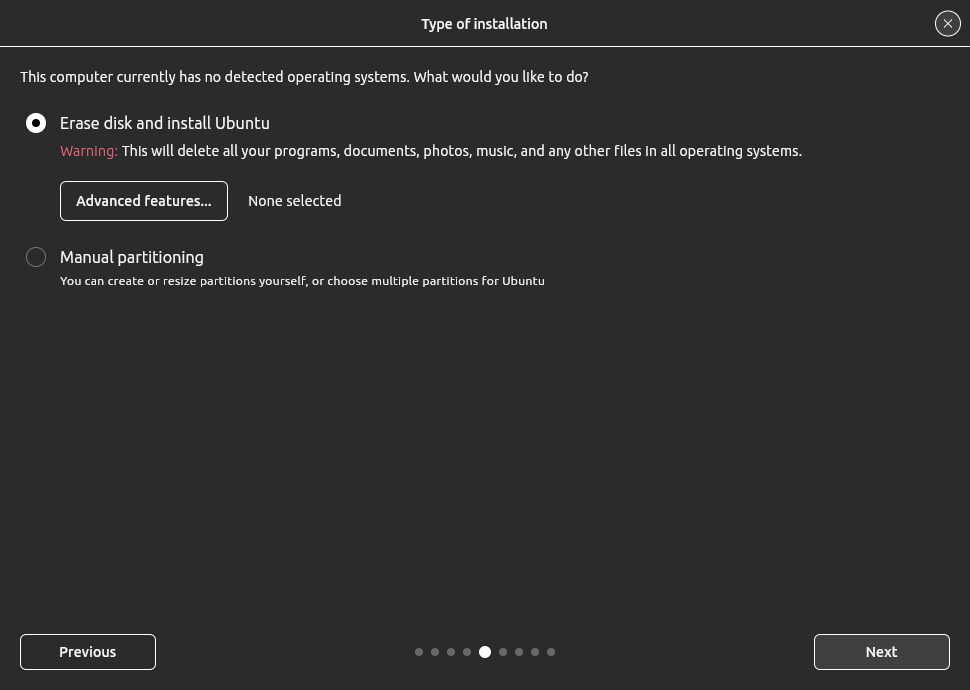 Type of installation
This computer currently has no detected operating systems. What would you like to do?
Erase disk and install Ubuntu
Warning: This will delete all your programs, documents, photos, music, and any other files in all operating systems.
Advanced features... None selected
Manual partitioning
You can create or resize partitions yourself, or choose multiple partitions for Ubuntu
Previous Next